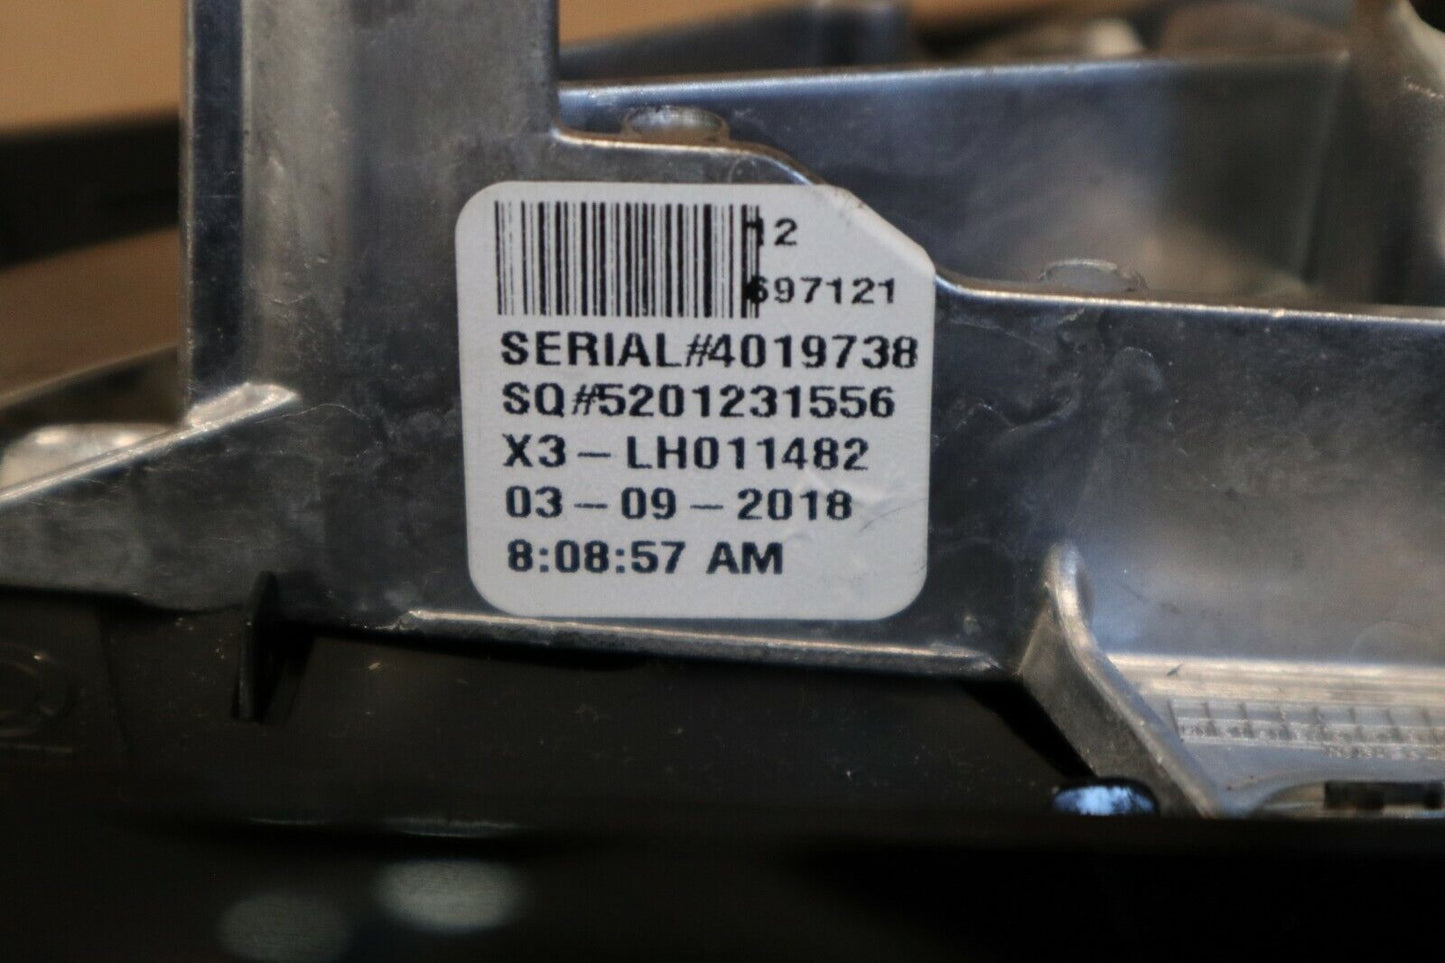 12
697121
SERIAL#4019738
SQ#5201231556
X3-LH011482
03-09-2018
8:08:57 AM